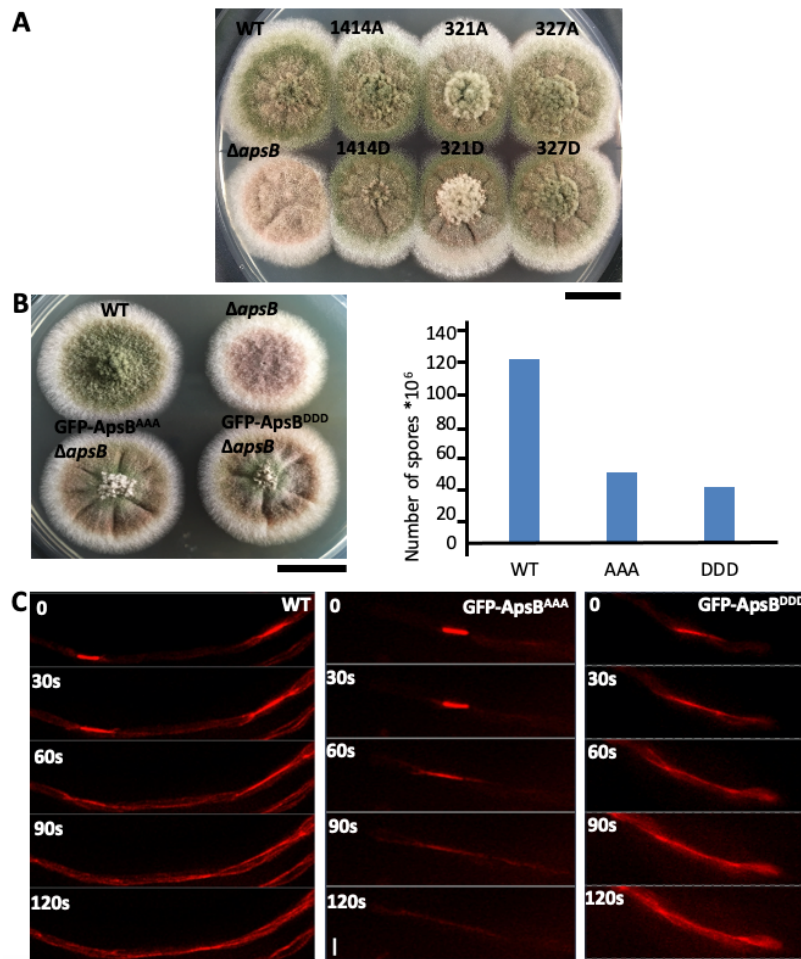 A
WT 1414A 321A 327A
ΔapsB 1414D 321D 327D
B
WT ΔapsB
GFP-ApsBAAA GFP-ApsBDDD
ΔapsB ΔapsB
Number of spores *10⁶
140
120
100
80
60
40
20
0
WT AAA DDD
C
0 WT
30s
60s
90s
120s
0 GFP-ApsBAAA
30s
60s
90s
120s
0 GFP-ApsBDDD
30s
60s
90s
120s